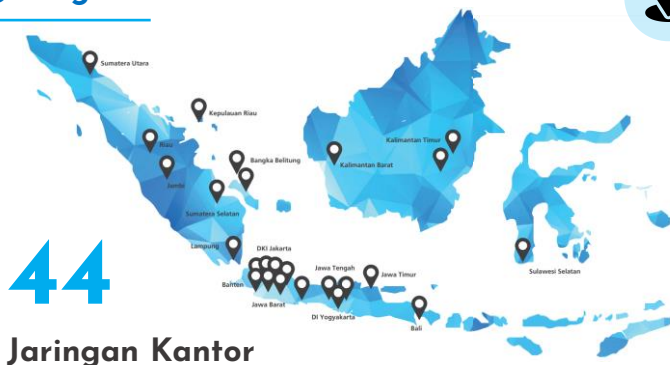 Sumatera Utara
Kepulauan Riau
Riau
Kalimantan Timur
Bangka Belitung
Kalimantan Barat
Jambi
Sumatera Selatan
Lampung
DKI Jakarta
Jawa Tengah
Jawa Timur
Sulawesi Selatan
Banten
Jawa Barat
DI Yogyakarta
Bali
44
Jaringan Kantor